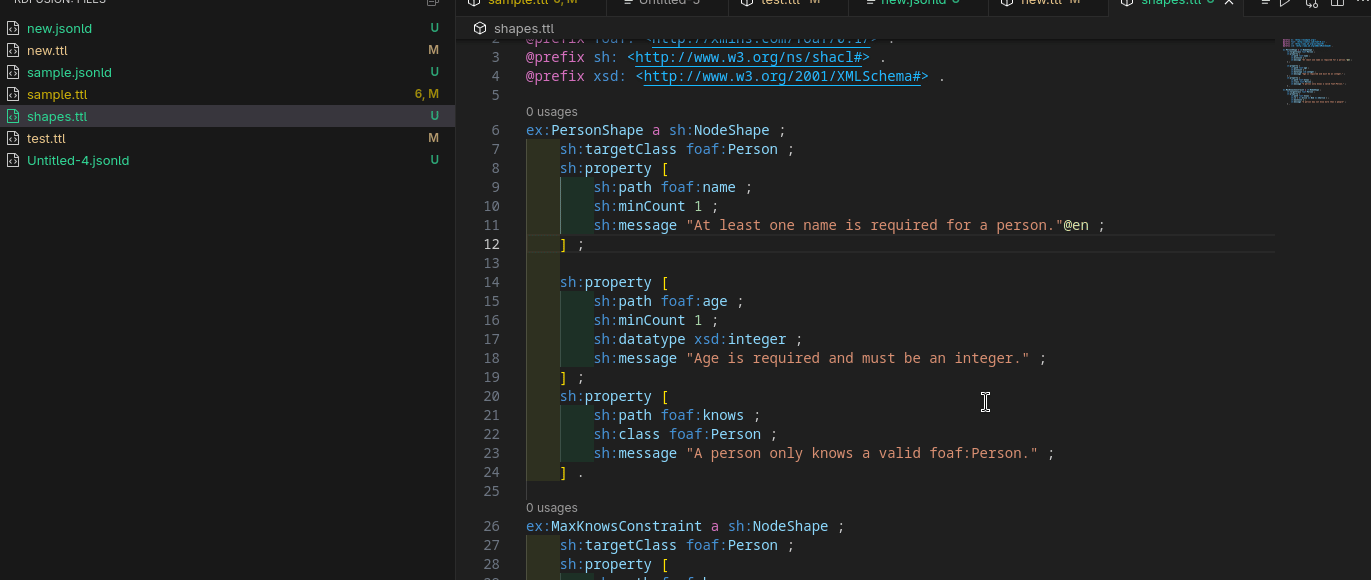 RDFUSION: FILES
new.jsonld U
new.ttl M
sample.jsonld U
sample.ttl 6, M
shapes.ttl U
test.ttl M
Untitled-4.jsonld U
sample.ttl 6, M Untitled-5 test.ttl M new.jsonld U new.ttl M shapes.ttl U
shapes.ttl
2 @prefix foaf: <http://xmlns.com/foaf/0.1/> .
3 @prefix sh: <http://www.w3.org/ns/shacl#> .
4 @prefix xsd: <http://www.w3.org/2001/XMLSchema#> .
5
0 usages
6 ex:PersonShape a sh:NodeShape ;
7 sh:targetClass foaf:Person ;
8 sh:property [
9 sh:path foaf:name ;
10 sh:minCount 1 ;
11 sh:message "At least one name is required for a person."@en ;
12 ] ;
13
14 sh:property [
15 sh:path foaf:age ;
16 sh:minCount 1 ;
17 sh:datatype xsd:integer ;
18 sh:message "Age is required and must be an integer." ;
19 ] ;
20 sh:property [
21 sh:path foaf:knows ;
22 sh:class foaf:Person ;
23 sh:message "A person only knows a valid foaf:Person." ;
24 ] .
25
0 usages
26 ex:MaxKnowsConstraint a sh:NodeShape ;
27 sh:targetClass foaf:Person ;
28 sh:property [